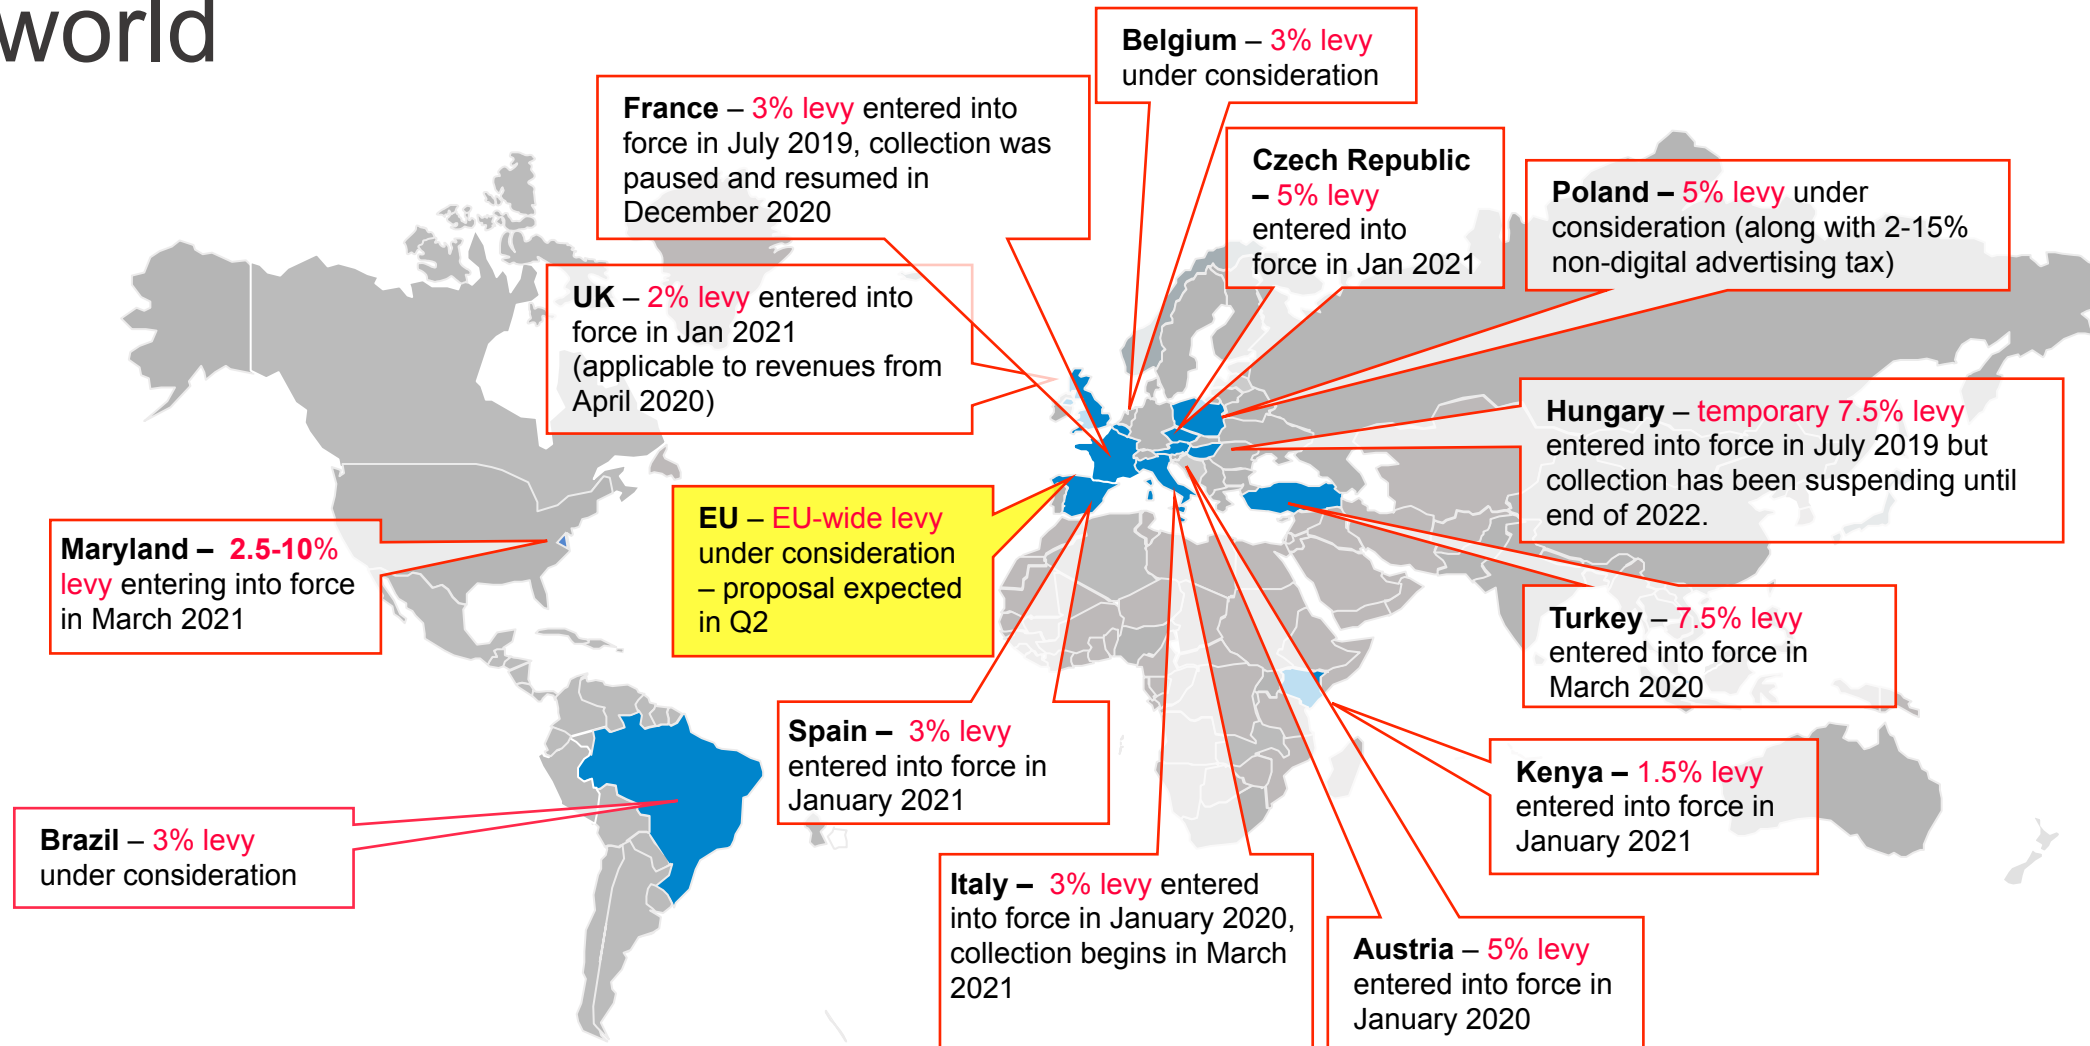 world
Belgium – 3% levy
under consideration
France – 3% levy entered into
force in July 2019, collection was
paused and resumed in
December 2020
Czech Republic
– 5% levy
entered into
force in Jan 2021
Poland – 5% levy under
consideration (along with 2-15%
non-digital advertising tax)
UK – 2% levy entered into
force in Jan 2021
(applicable to revenues from
April 2020)
Hungary – temporary 7.5% levy
entered into force in July 2019 but
collection has been suspending until
end of 2022.
EU – EU-wide levy
under consideration
– proposal expected
in Q2
Maryland – 2.5-10%
levy entering into force
in March 2021
Turkey – 7.5% levy
entered into force in
March 2020
Spain – 3% levy
entered into force in
January 2021
Kenya – 1.5% levy
entered into force in
January 2021
Brazil – 3% levy
under consideration
Italy – 3% levy entered
into force in January 2020,
collection begins in March
2021
Austria – 5% levy
entered into force in
January 2020